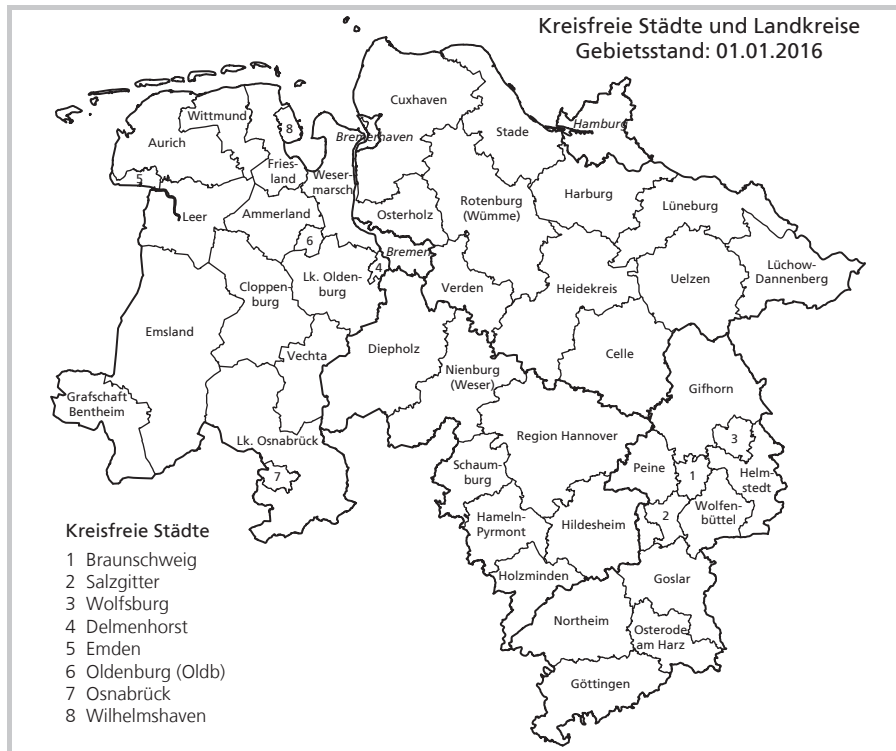 Kreisfreie Städte und Landkreise
Gebietsstand: 01.01.2016
Cuxhaven
Wittmund
8
Stade
Hamburg
Bremerhaven
Aurich
Fries-
land
Weser-
marsch
5
Harburg
Leer
Ammerland
Osterholz
Rotenburg
(Wümme)
Lüneburg
6
Bremen
4
Lüchow-
Dannenberg
Cloppen-
burg
Lk. Olden-
burg
Verden
Heidekreis
Uelzen
Emsland
Vechta
Diepholz
Celle
Nienburg
(Weser)
Gifhorn
Grafschaft
Bentheim
Lk. Osnabrück
Region Hannover
3
Schaum-
burg
Peine
1
Helm-
stedt
7
Wolfen-
büttel
2
Hameln-
Pyrmont
Hildesheim
Holzminden
Goslar
Northeim
Osterode
am Harz
Göttingen
Kreisfreie Städte
1 Braunschweig
2 Salzgitter
3 Wolfsburg
4 Delmenhorst
5 Emden
6 Oldenburg (Oldb)
7 Osnabrück
8 Wilhelmshaven